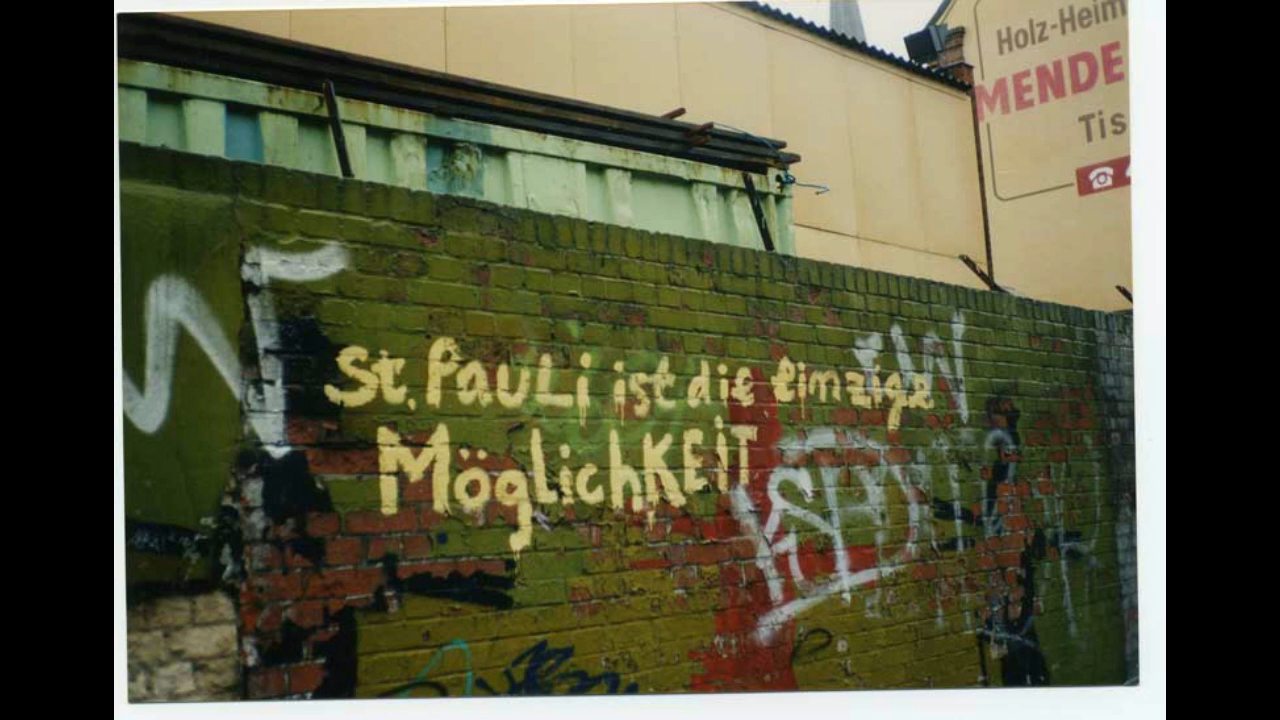 Holz-Heim
MENDE
Tis
St. PAULi ist die einzige
MöglichKEiT